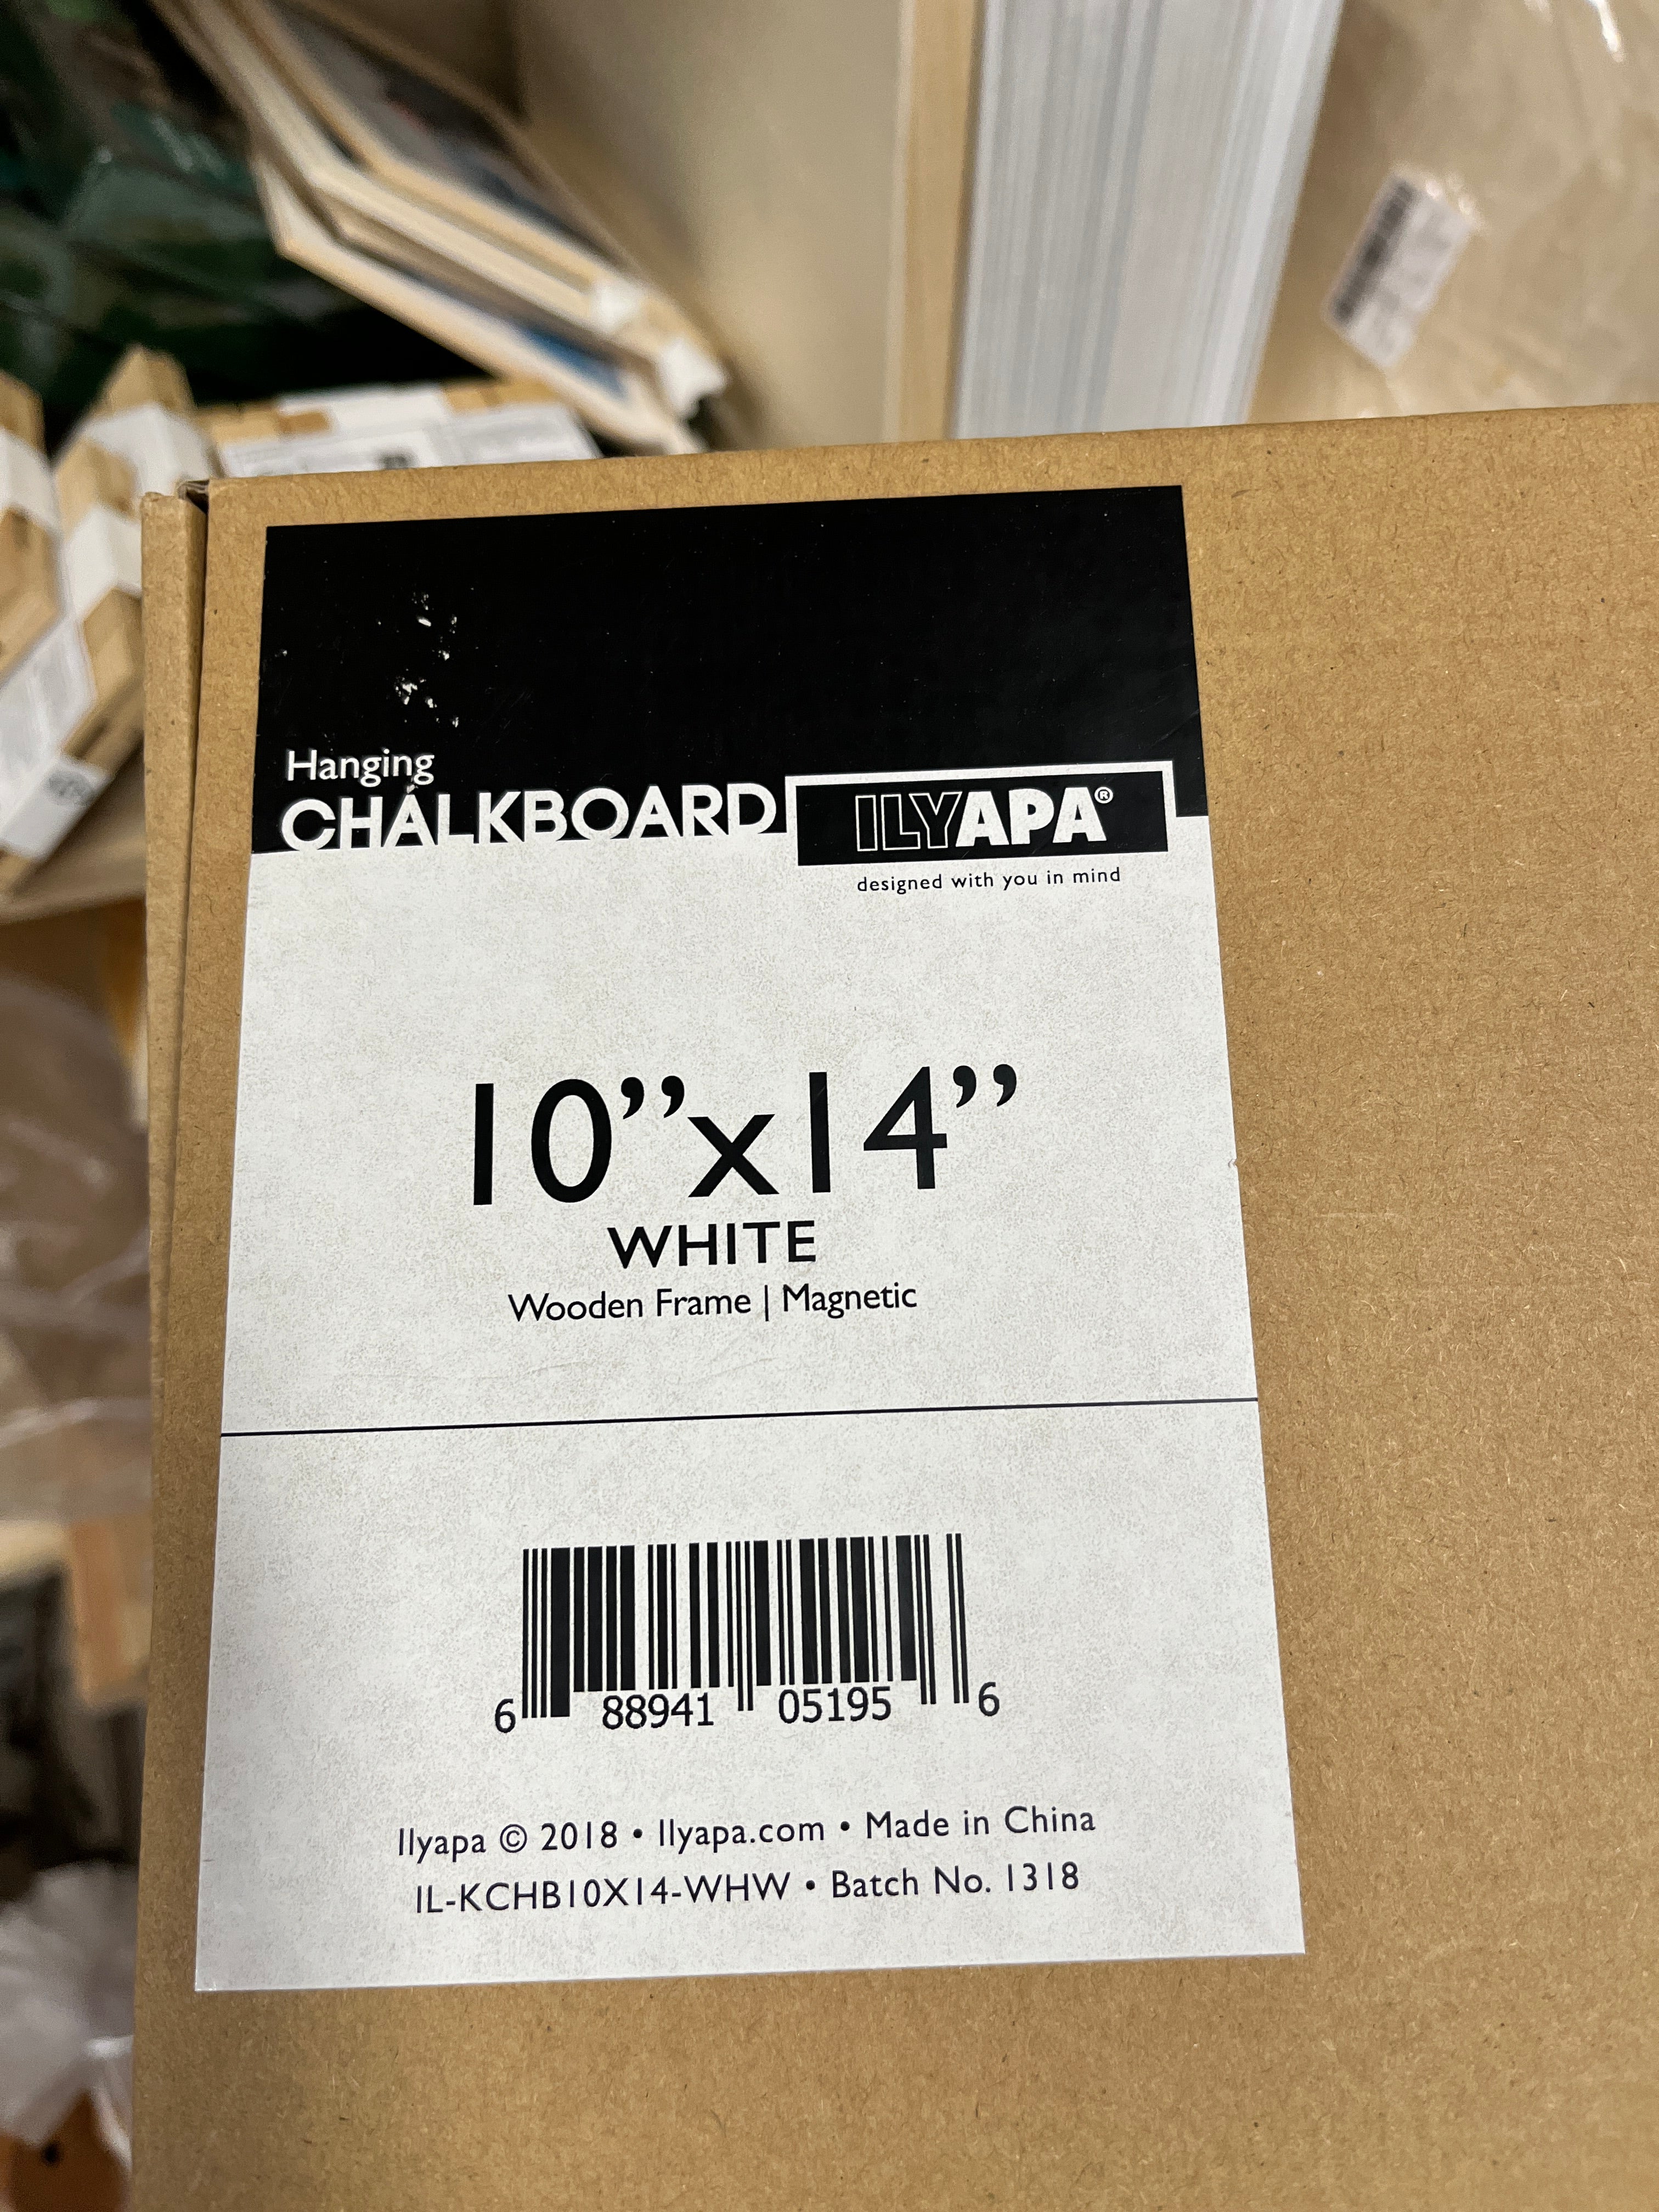 Hanging
CHALKBOARD ILYAPA®
designed with you in mind
10”x14”
WHITE
Wooden Frame | Magnetic
6 88941 05195 6
Ilyapa © 2018 • Ilyapa.com • Made in China
IL-KCHB10X14-WHW • Batch No. 1318